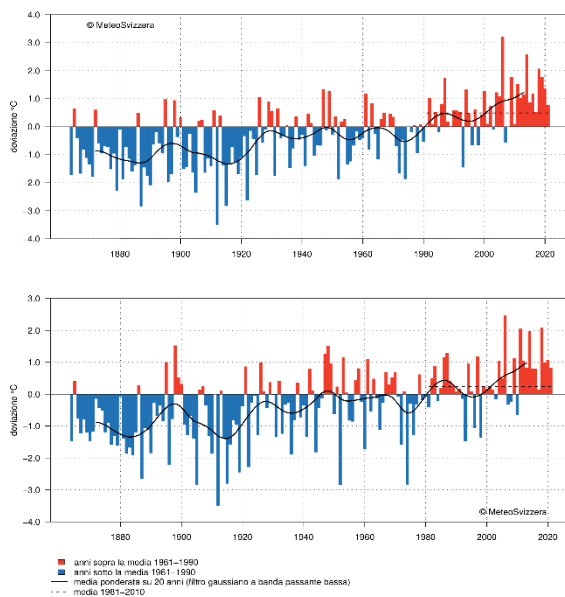 4.0
© MeteoSvizzera
3.0
2.0
1.0
0.0
-1.0
-2.0
-3.0
-4.0
deviazione °C
1880 1900 1920 1940 1960 1980 2000 2020
3.0
2.0
1.0
0.0
-1.0
-2.0
-3.0
-4.0
deviazione °C
© MeteoSvizzera
1880 1900 1920 1940 1960 1980 2000 2020
anni sopra la media 1961-1990
anni sotto la media 1961-1990
media ponderata su 20 anni (filtro gaussiano a banda passante bassa)
media 1981-2010